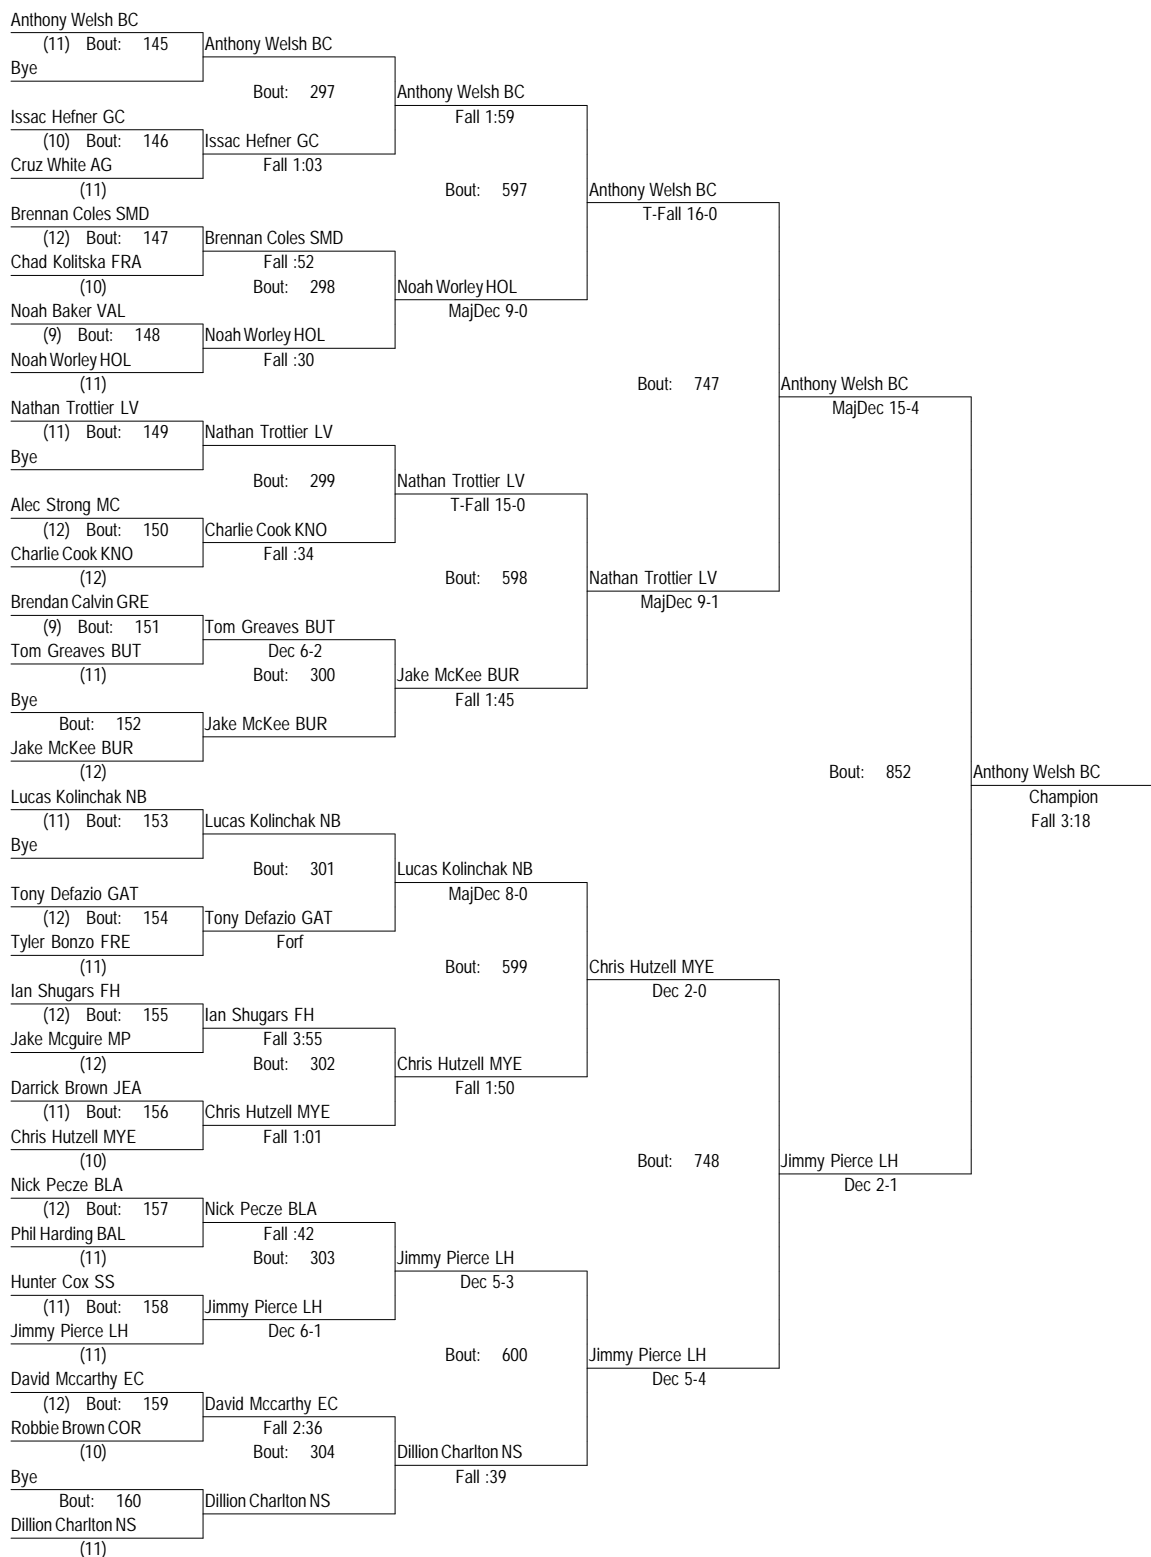 Anthony Welsh BC
(11) Bout: 145
Anthony Welsh BC
Bye
Bout: 297
Anthony Welsh BC
Issac Hefner GC
Fall 1:59
(10) Bout: 146
Issac Hefner GC
Cruz White AG
Fall 1:03
(11)
Bout: 597
Anthony Welsh BC
Brennan Coles SMD
T-Fall 16-0
(12) Bout: 147
Brennan Coles SMD
Chad Kolitska FRA
Fall :52
(10)
Bout: 298
Noah Worley HOL
Noah Baker VAL
MajDec 9-0
(9) Bout: 148
Noah Worley HOL
Noah Worley HOL
Fall :30
(11)
Bout: 747
Anthony Welsh BC
Nathan Trottier LV
MajDec 15-4
(11) Bout: 149
Nathan Trottier LV
Bye
Bout: 299
Nathan Trottier LV
Alec Strong MC
T-Fall 15-0
(12) Bout: 150
Charlie Cook KNO
Charlie Cook KNO
Fall :34
(12)
Bout: 598
Nathan Trottier LV
Brendan Calvin GRE
MajDec 9-1
(9) Bout: 151
Tom Greaves BUT
Tom Greaves BUT
Dec 6-2
(11)
Bout: 300
Jake McKee BUR
Bye
Fall 1:45
Bout: 152
Jake McKee BUR
Jake McKee BUR
(12)
Bout: 852
Anthony Welsh BC
Lucas Kolinchak NB
Champion
(11) Bout: 153
Lucas Kolinchak NB
Fall 3:18
Bye
Bout: 301
Lucas Kolinchak NB
Tony Defazio GAT
MajDec 8-0
(12) Bout: 154
Tony Defazio GAT
Tyler Bonzo FRE
Forf
(11)
Bout: 599
Chris Hutzell MYE
Ian Shugars FH
Dec 2-0
(12) Bout: 155
Ian Shugars FH
Jake Mcguire MP
Fall 3:55
(12)
Bout: 302
Chris Hutzell MYE
Darrick Brown JEA
Fall 1:50
(11) Bout: 156
Chris Hutzell MYE
Chris Hutzell MYE
Fall 1:01
(10)
Bout: 748
Jimmy Pierce LH
Nick Pecze BLA
Dec 2-1
(12) Bout: 157
Nick Pecze BLA
Phil Harding BAL
Fall :42
(11)
Bout: 303
Jimmy Pierce LH
Hunter Cox SS
Dec 5-3
(11) Bout: 158
Jimmy Pierce LH
Jimmy Pierce LH
Dec 6-1
(11)
Bout: 600
Jimmy Pierce LH
David Mccarthy EC
Dec 5-4
(12) Bout: 159
David Mccarthy EC
Robbie Brown COR
Fall 2:36
(10)
Bout: 304
Dillion Charlton NS
Bye
Fall :39
Bout: 160
Dillion Charlton NS
Dillion Charlton NS
(11)